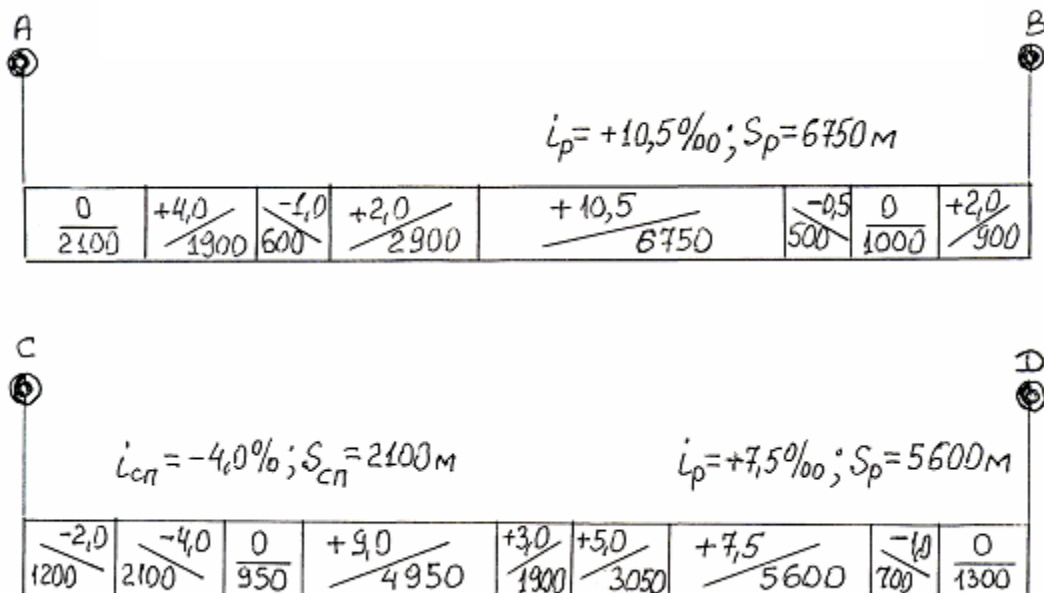 A B
iр = +10,5‰; Sр = 6750 м
0 +4,0 -1,0 +2,0 +10,5 -0,5 0 +2,0
2100 1900 600 2900 6750 500 1000 900
C D
iсп = -4,0%; Sсп = 2100 м iр = +7,5‰; Sр = 5600 м
-2,0 -4,0 0 +9,0 +3,0 +5,0 +7,5 -1,0 0
1200 2100 950 4950 1900 3050 5600 700 1300